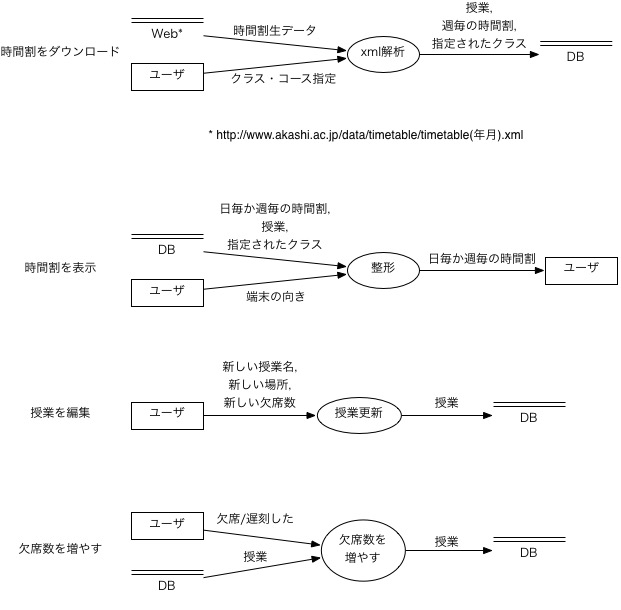 時間割をダウンロード
Web*
ユーザ
時間割生データ
クラス・コース指定
xml解析
授業,
週毎の時間割,
指定されたクラス
DB
* http://www.akashi.ac.jp/data/timetable/timetable(年月).xml
時間割を表示
DB
ユーザ
日毎か週毎の時間割,
授業,
指定されたクラス
端末の向き
整形
日毎か週毎の時間割
ユーザ
授業を編集
ユーザ
新しい授業名,
新しい場所,
新しい欠席数
授業更新
授業
DB
欠席数を増やす
ユーザ
DB
欠席/遅刻した
授業
欠席数を
増やす
授業
DB